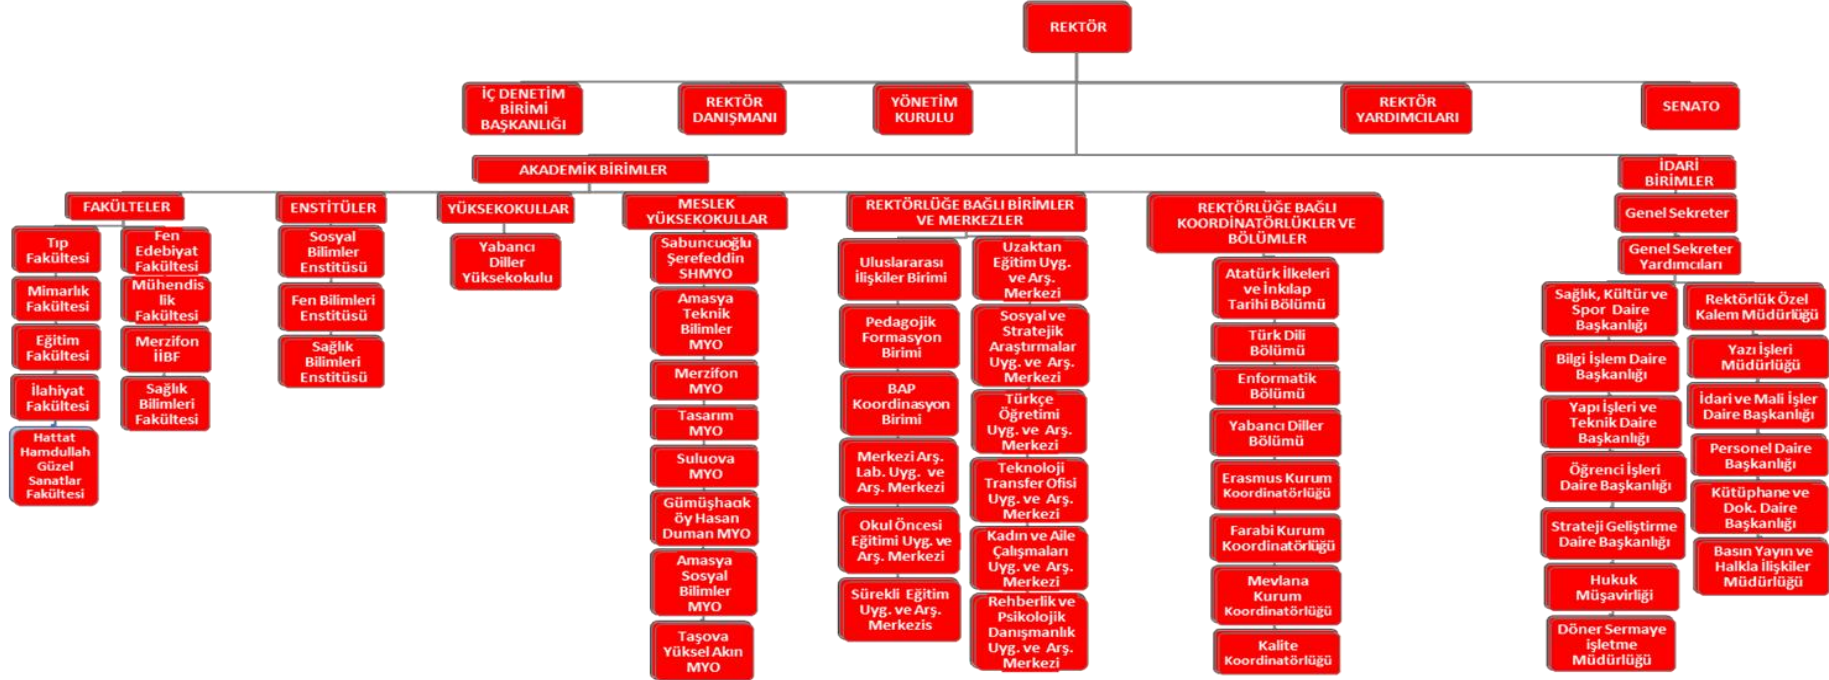 REKTÖR
İÇ DENETİM
BİRİMİ
BAŞKANLIĞI
REKTÖR
DANIŞMANI
YÖNETİM
KURULU
REKTÖR
YARDIMCILARI
SENATO
AKADEMİK BİRİMLER
İDARİ
BİRİMLER
FAKÜLTELER
Tıp
Fakültesi
Mimarlık
Fakültesi
Eğitim
Fakültesi
İlahiyat
Fakültesi
Hattat
Hamdullah
Güzel
Sanatlar
Fakültesi
Fen
Edebiyat
Fakültesi
Mühendis
lik
Fakültesi
Merzifon
İİBF
Sağlık
Bilimleri
Fakültesi
ENSTİTÜLER
Sosyal
Bilimler
Enstitüsü
Fen Bilimleri
Enstitüsü
Sağlık
Bilimleri
Enstitüsü
YÜKSEKOKULLAR
Yabancı
Diller
Yüksekokulu
MESLEK
YÜKSEKOKULLAR
Sabuncuoğlu
Şerefeddin
SHMYO
Amasya
Teknik
Bilimler
MYO
Merzifon
MYO
Tasarım
MYO
Suluova
MYO
Gümüşhacık
öy Hasan
Duman MYO
Amasya
Sosyal
Bilimler
MYO
Taşova
Yüksel Akın
MYO
REKTÖRLÜĞE BAĞLI BİRİMLER
VE MERKEZLER
Uluslararası
İlişkiler Birimi
Pedagojik
Formasyon
Birimi
BAP
Koordinasyon
Birimi
Merkezi Arş.
Lab. Uyg. ve
Arş. Merkezi
Okul Öncesi
Eğitimi Uyg. ve
Arş. Merkezi
Sürekli Eğitim
Uyg. ve Arş.
Merkezis
Uzaktan
Eğitim Uyg.
ve Arş.
Merkezi
Sosyal ve
Stratejik
Araştırmalar
Uyg. ve Arş.
Merkezi
Türkçe
Öğretimi
Uyg. ve Arş.
Merkezi
Teknoloji
Transfer Ofisi
Uyg. ve Arş.
Merkezi
Kadın ve Aile
Çalışmaları
Uyg. ve Arş.
Merkezi
Rehberlik ve
Psikolojik
Danışmanlık
Uyg. ve Arş.
Merkezi
REKTÖRLÜĞE BAĞLI
KOORDİNATÖRLÜKLER VE
BÖLÜMLER
Atatürk İlkeleri
ve İnkılap
Tarihi Bölümü
Türk Dili
Bölümü
Enformatik
Bölümü
Yabancı Diller
Bölümü
Erasmus Kurum
Koordinatörlüğü
Farabi Kurum
Koordinatörlüğü
Mevlana
Kurum
Koordinatörlüğü
Kalite
Koordinatörlüğü
Genel Sekreter
Genel Sekreter
Yardımcıları
Sağlık, Kültür ve
Spor Daire
Başkanlığı
Bilgi İşlem Daire
Başkanlığı
Yapı İşleri ve
Teknik Daire
Başkanlığı
Öğrenci İşleri
Daire Başkanlığı
Strateji Geliştirme
Daire Başkanlığı
Hukuk
Müşavirliği
Döner Sermaye
işletme
Müdürlüğü
Rektörlük Özel
Kalem Müdürlüğü
Yazı İşleri
Müdürlüğü
İdari ve Mali İşler
Daire Başkanlığı
Personel Daire
Başkanlığı
Kütüphane ve
Dok. Daire
Başkanlığı
Basın Yayın ve
Halkla İlişkiler
Müdürlüğü